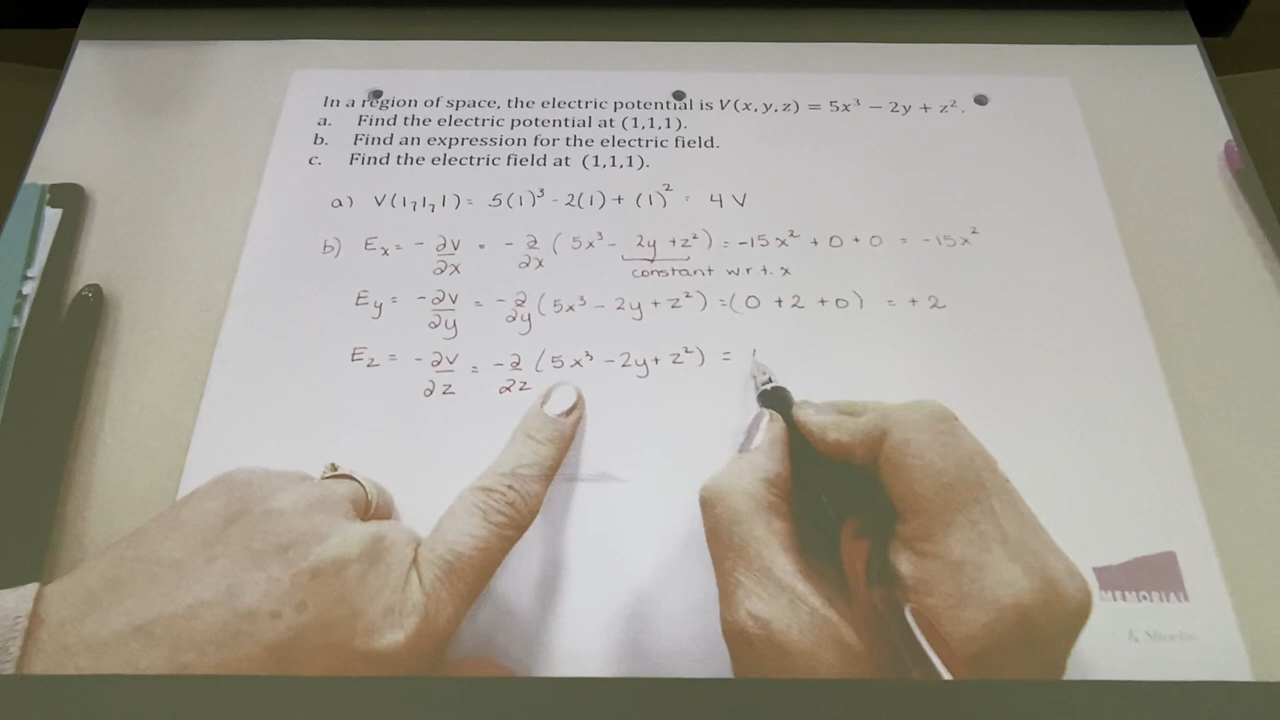 In a region of space, the electric potential is V(x, y, z) = 5x³ − 2y + z².
a. Find the electric potential at (1,1,1).
b. Find an expression for the electric field.
c. Find the electric field at (1,1,1).
a) V(1,1,1) = 5(1)³ - 2(1) + (1)² = 4 V
b) Ex = - ∂V/∂x = - ∂/∂x (5x³ - 2y + z²) = -15x² + 0 + 0 = -15x²
constant w.r.t. x
Ey = -∂V/∂y = -∂/∂y (5x³ - 2y + z²) = (0 + 2 + 0) = +2
Ez = -∂V/∂z = -∂/∂z (5x³ - 2y + z²) =
MEMORIAL